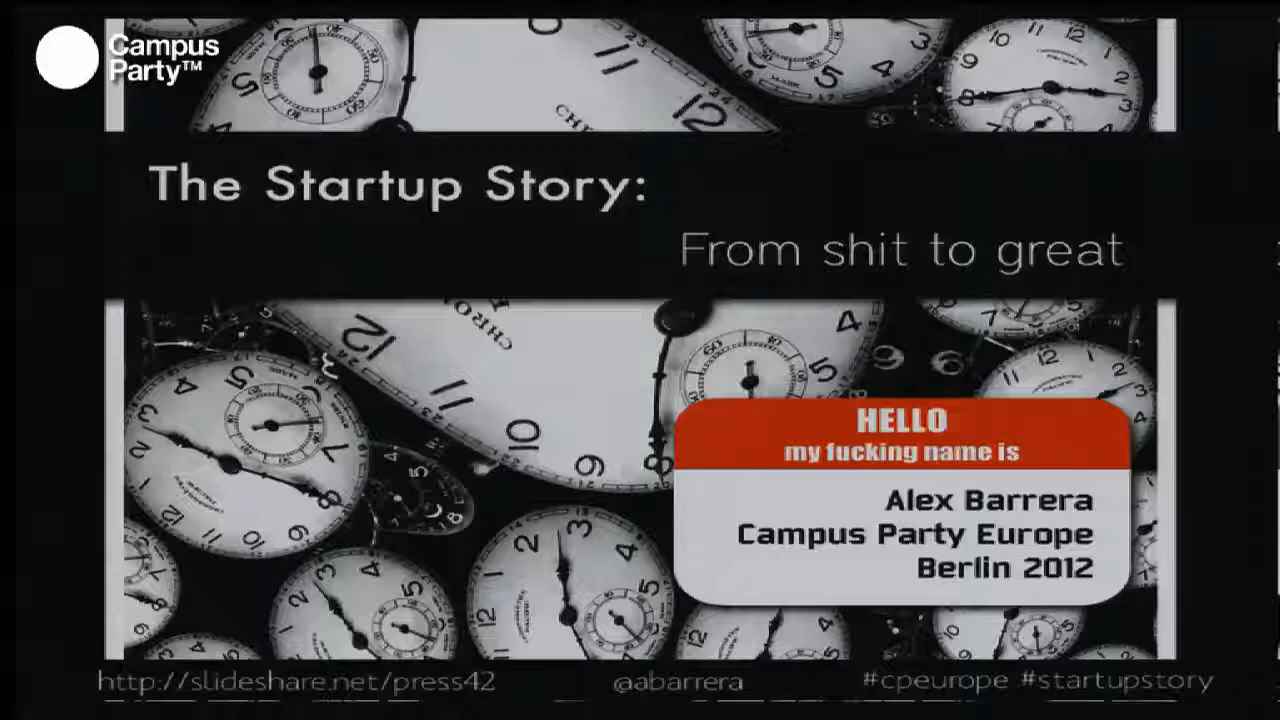 Campus
Party™
The Startup Story:
From shit to great
HELLO
my fucking name is
Alex Barrera
Campus Party Europe
Berlin 2012
http://slideshare.net/press42
@abarrera
#cpeurope #startupstory